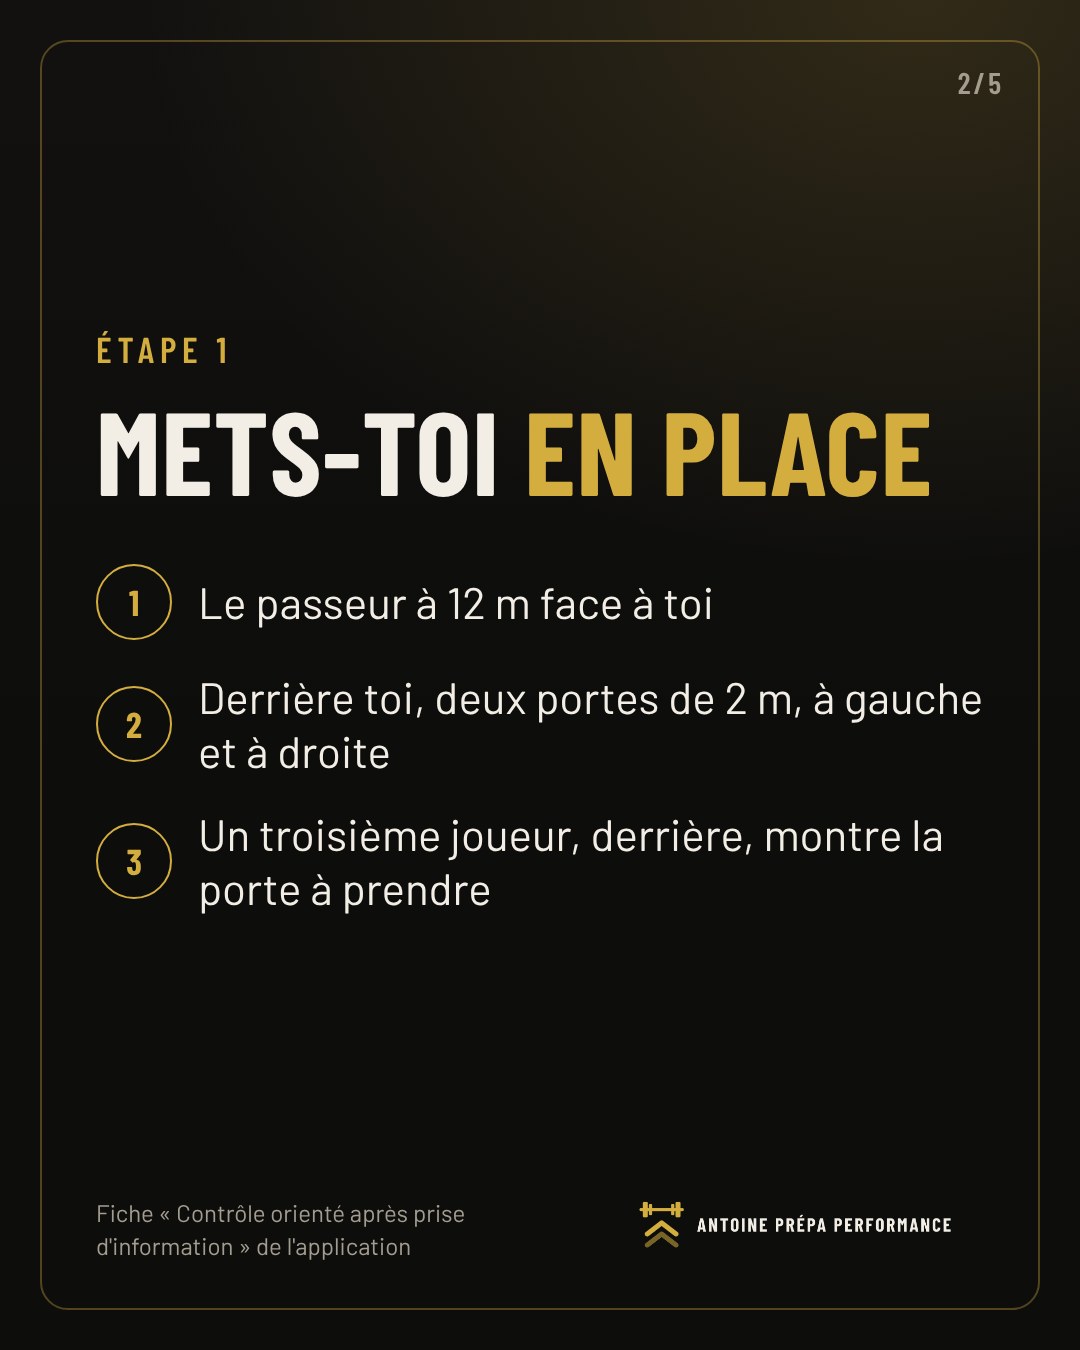 2/5
ÉTAPE 1
METS-TOI EN PLACE
1 Le passeur à 12 m face à toi
2 Derrière toi, deux portes de 2 m, à gauche
et à droite
3 Un troisième joueur, derrière, montre la
porte à prendre
Fiche « Contrôle orienté après prise
d'information » de l'application
ANTOINE PRÉPA PERFORMANCE